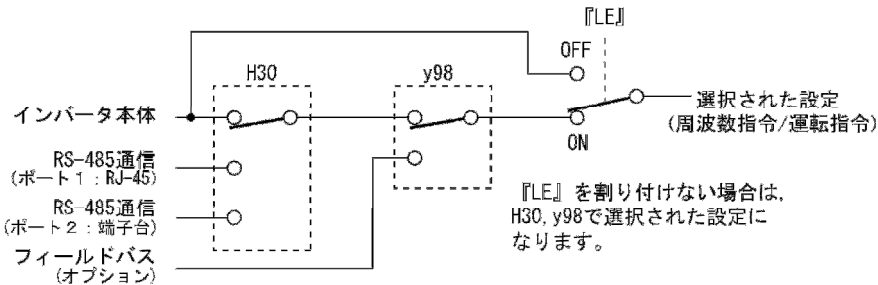 『LE』
OFF
H30
y98
インバータ本体
選択された設定
(周波数指令/運転指令)
ON
RS-485通信
(ポート1:RJ-45)
RS-485通信
(ポート2:端子台)
『LE』を割り付けない場合は,
H30, y98で選択された設定に
なります。
フィールドバス
(オプション)